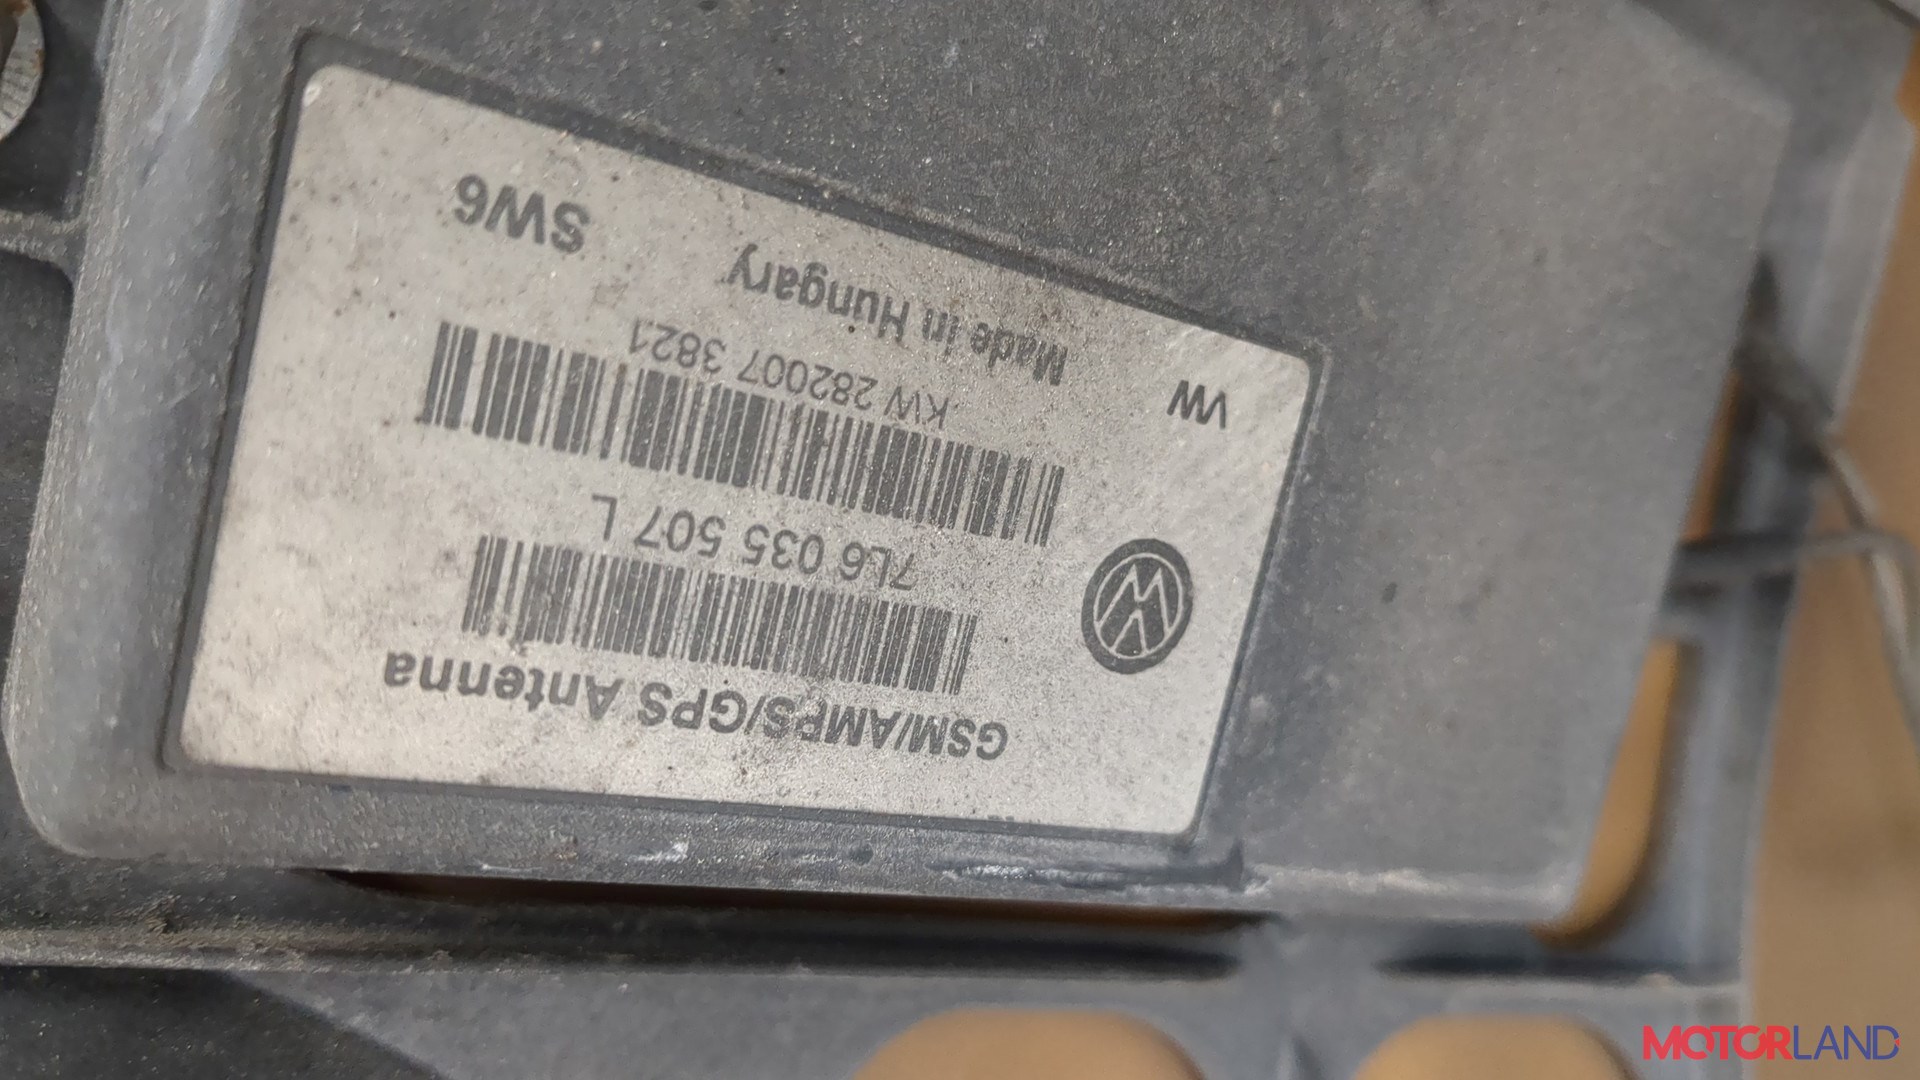 GSM/AMPS/GPS Antenna
7L6 035 507 L
KW 282007 3821
VW
Made in Hungary
SW6
MOTORLAND